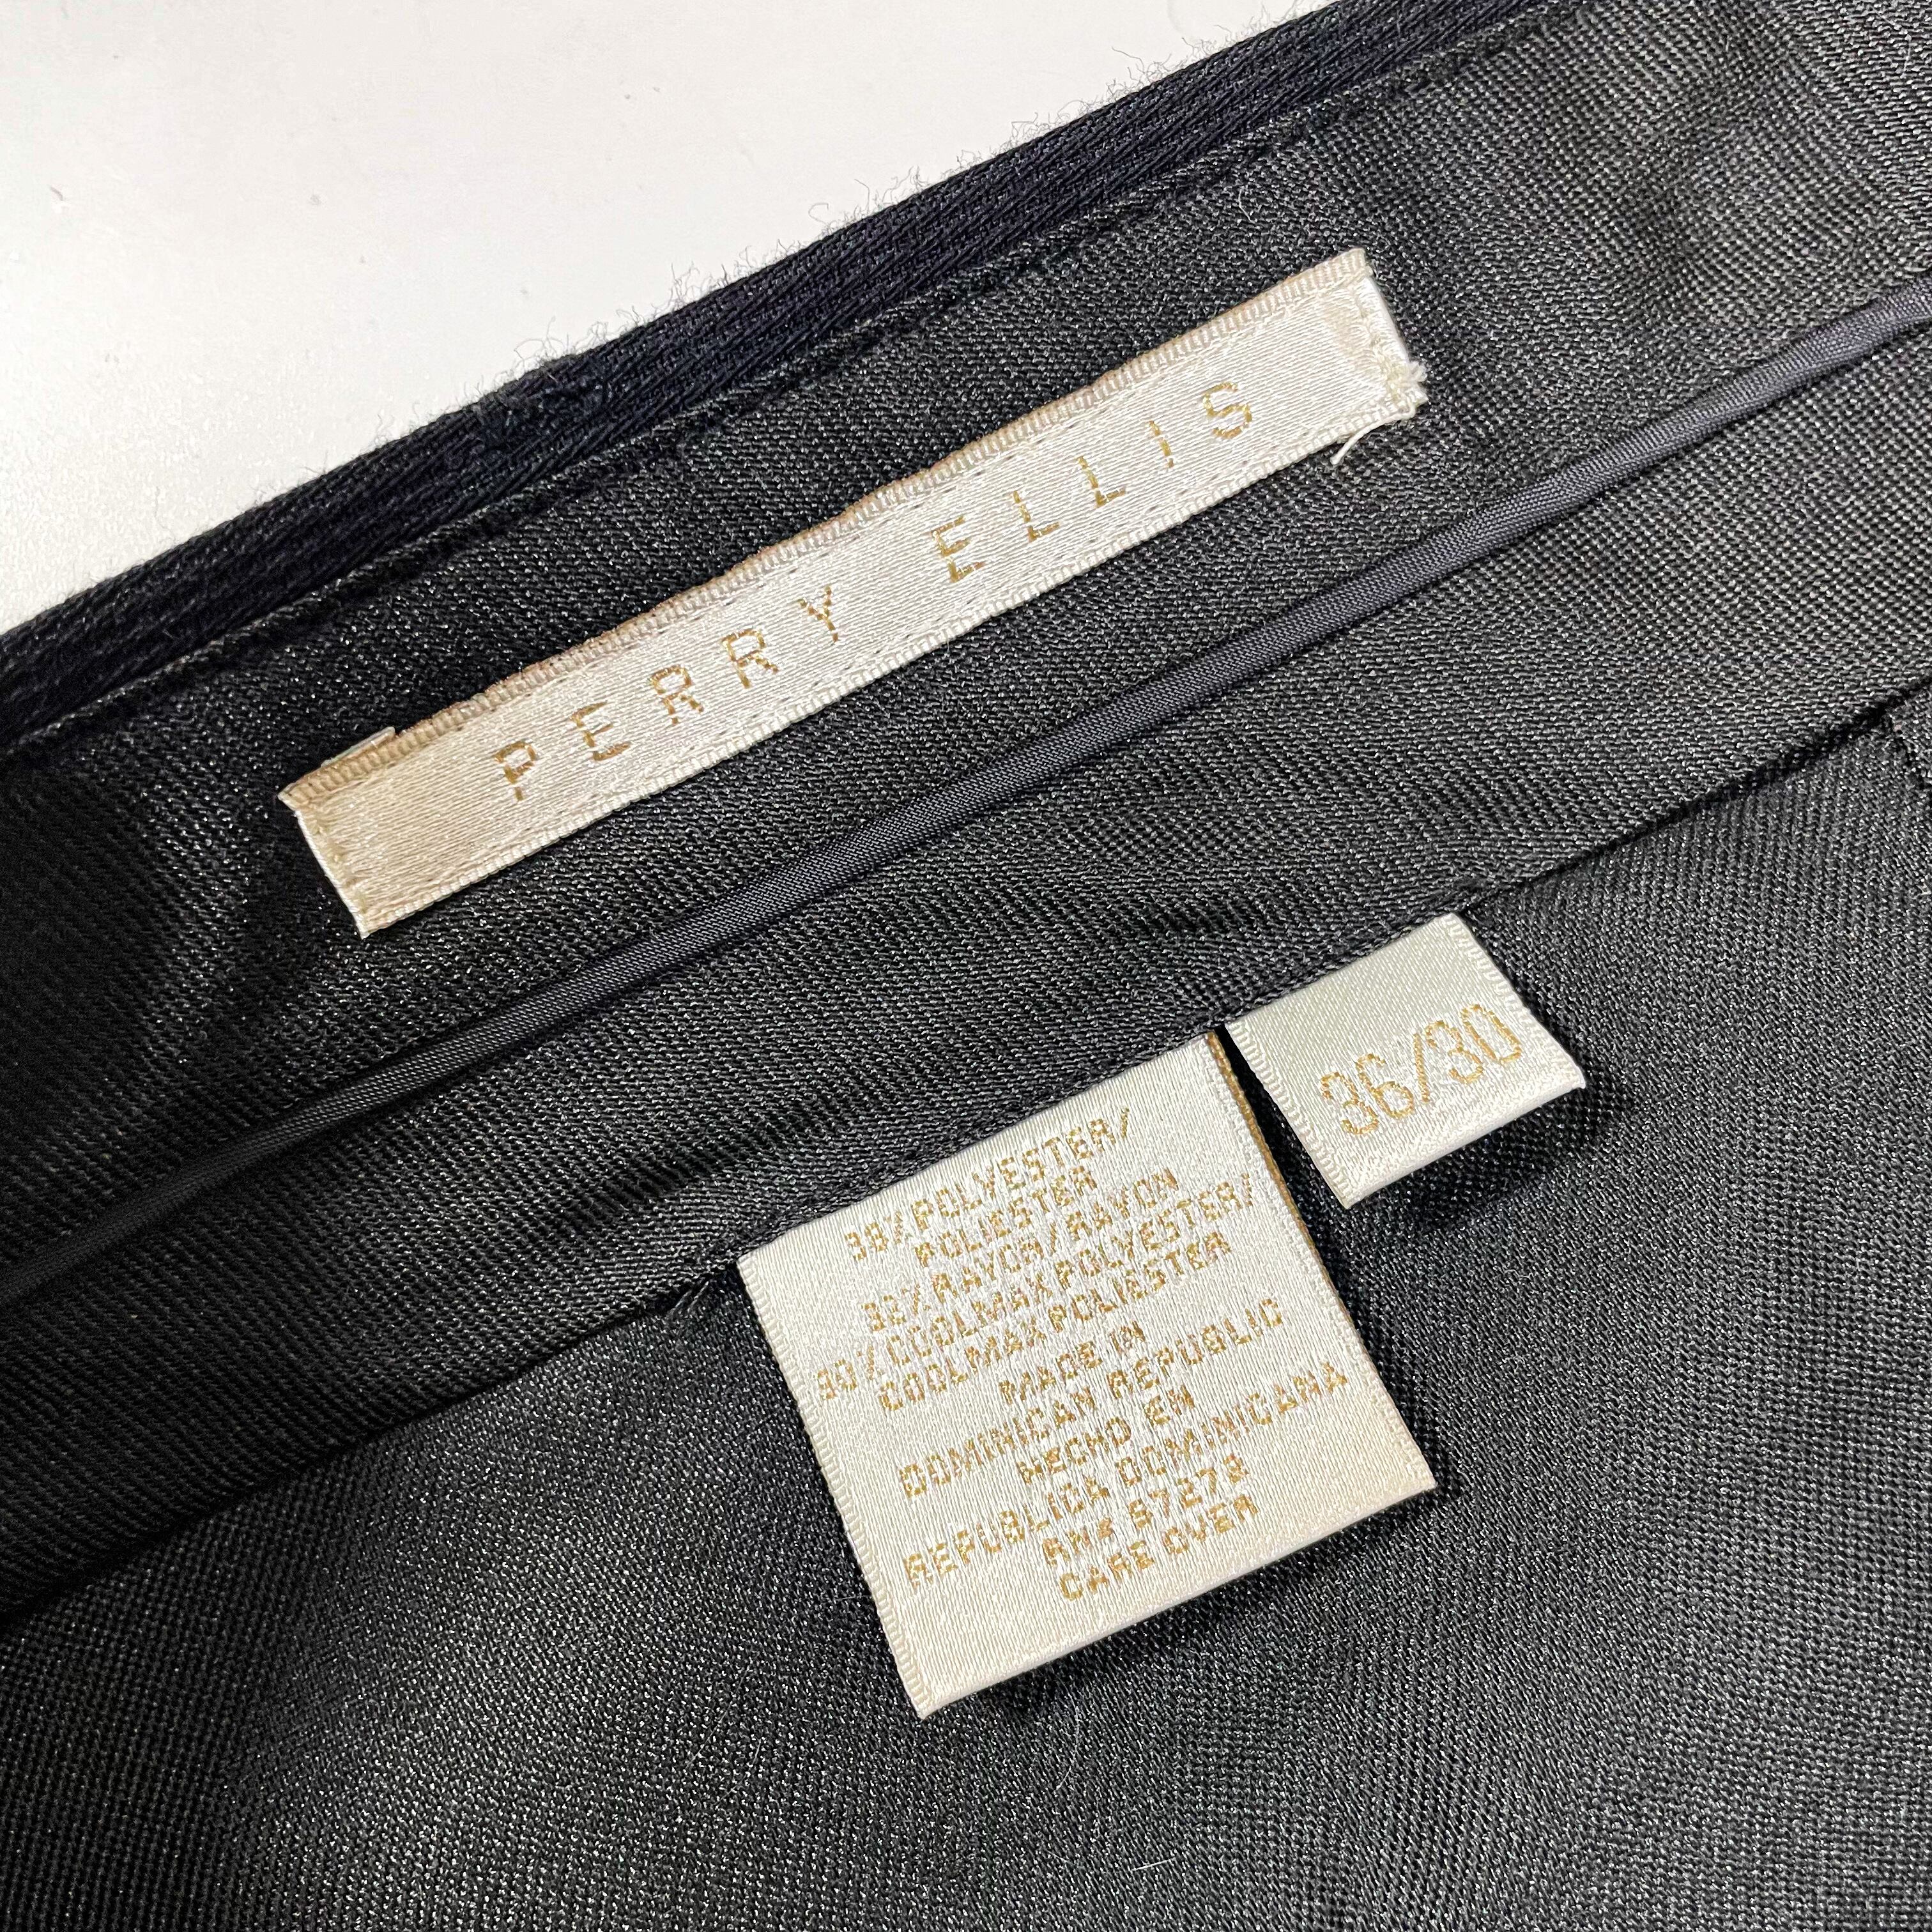 PERRY ELLIS
36/30
38% POLYESTER/
POLIESTER
32% RAYON/RAYON
30% COOLMAX POLYESTER/
COOLMAX POLIESTER
MADE IN
DOMINICAN REPUBLIC
HECHO EN
REPUBLICA DOMINICANA
RN# 97272
CARE OVER